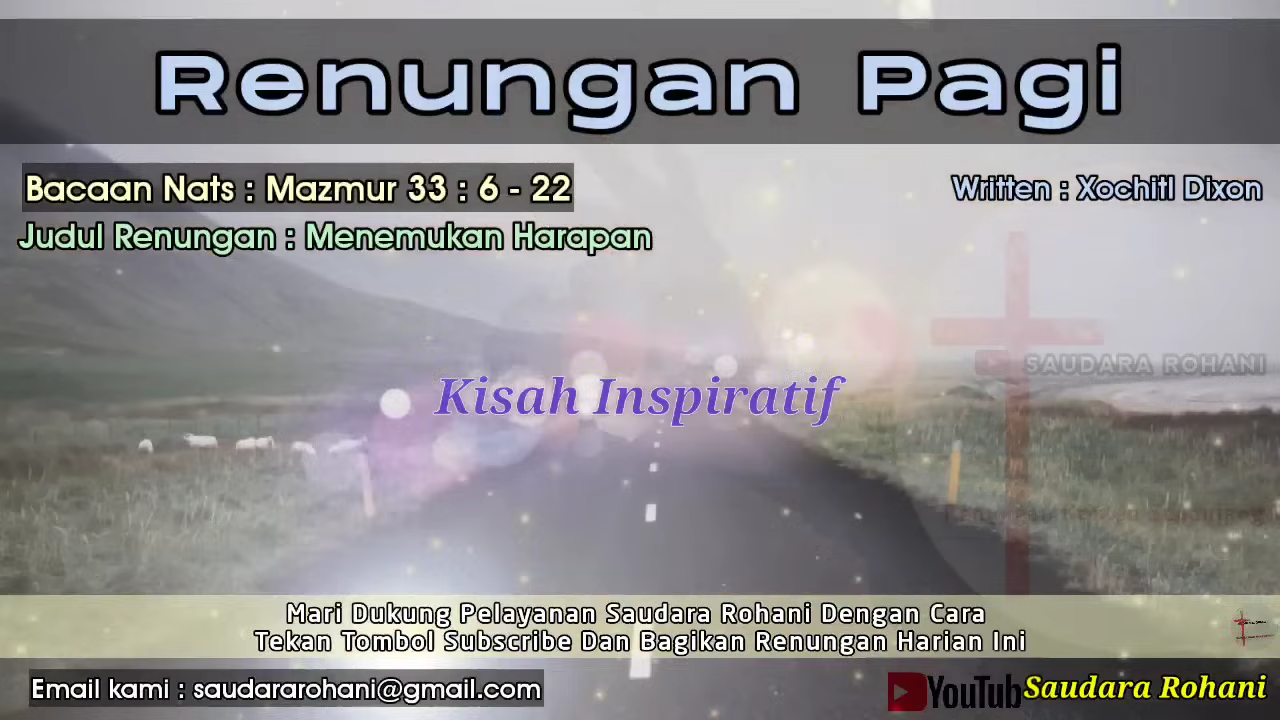 Renungan Pagi
Bacaan Nats : Mazmur 33 : 6 - 22
Written : Xochitl Dixon
Judul Renungan : Menemukan Harapan
SAUDARA ROHANI
Kisah Inspiratif
Mari Dukung Pelayanan Saudara Rohani Dengan Cara
Tekan Tombol Subscribe Dan Bagikan Renungan Harian Ini
Email kami : saudararohani@gmail.com
YouTub
Saudara Rohani